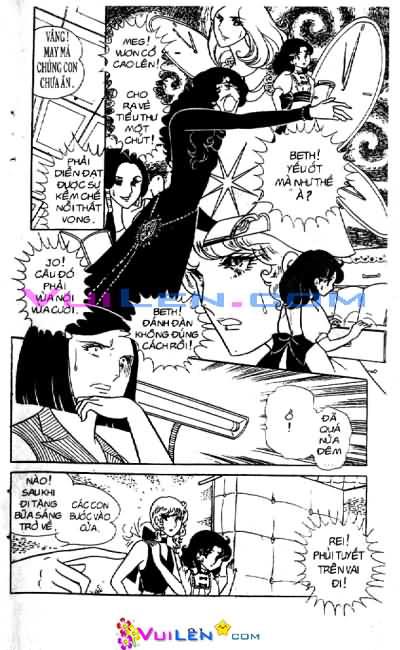 VÂNG!
MAY MÀ
CHÚNG CON
CHƯA ĂN.
MEG!
VƯƠN CỔ
CAO LÊN!
CHO
RA VẺ
TIỂU THƯ
MỘT
CHÚT!
BETH!
YẾU ỚT
MÀ NHƯ THẾ
À?
PHẢI
DIỄN ĐẠT
ĐƯỢC SỰ
KỀM CHẾ
NỖI THẤT
VỌNG.
JO!
CÂU ĐÓ
PHẢI
VỪA NÓI
VỪA CƯỜI.
VUILEN.COM
BETH!
ĐÁNH ĐÀN
KHÔNG ĐÚNG
CÁCH RỒI!
Ồ!
ĐÃ
QUÁ
NỬA
ĐÊM
NÀO!
SAU KHI
ĐI TẶNG
BỮA SÁNG
TRỞ VỀ.
CÁC CON
BƯỚC VÀO
CỬA.
REI!
PHỦI TUYẾT
TRÊN VAI
ĐI!
VUILEN.COM